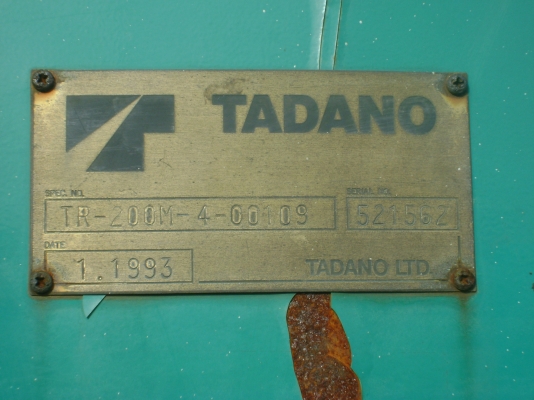 TADANO
SPEC. NO. SERIAL NO.
TR-200M-4-00109 521562
DATE
1.1993 TADANO LTD.